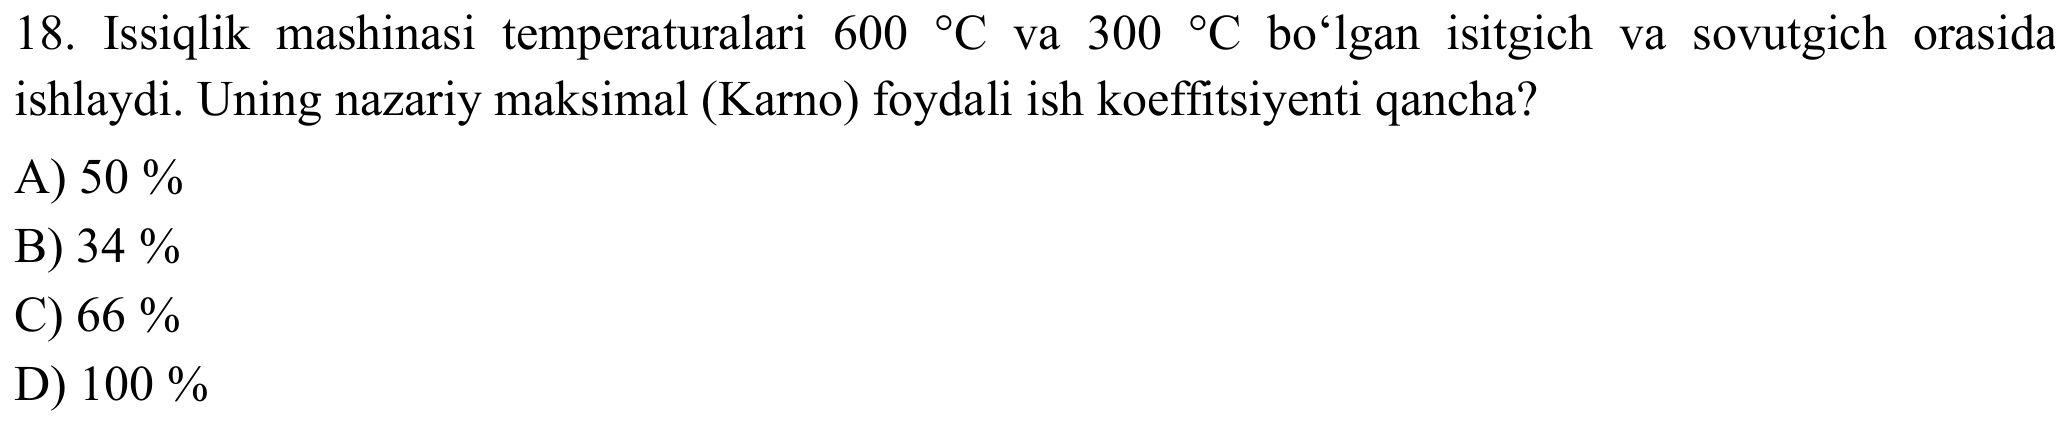 18. Issiqlik mashinasi temperaturalari 600 °C va 300 °C bo‘lgan isitgich va sovutgich orasida
ishlaydi. Uning nazariy maksimal (Karno) foydali ish koeffitsiyenti qancha?
A) 50 %
B) 34 %
C) 66 %
D) 100 %